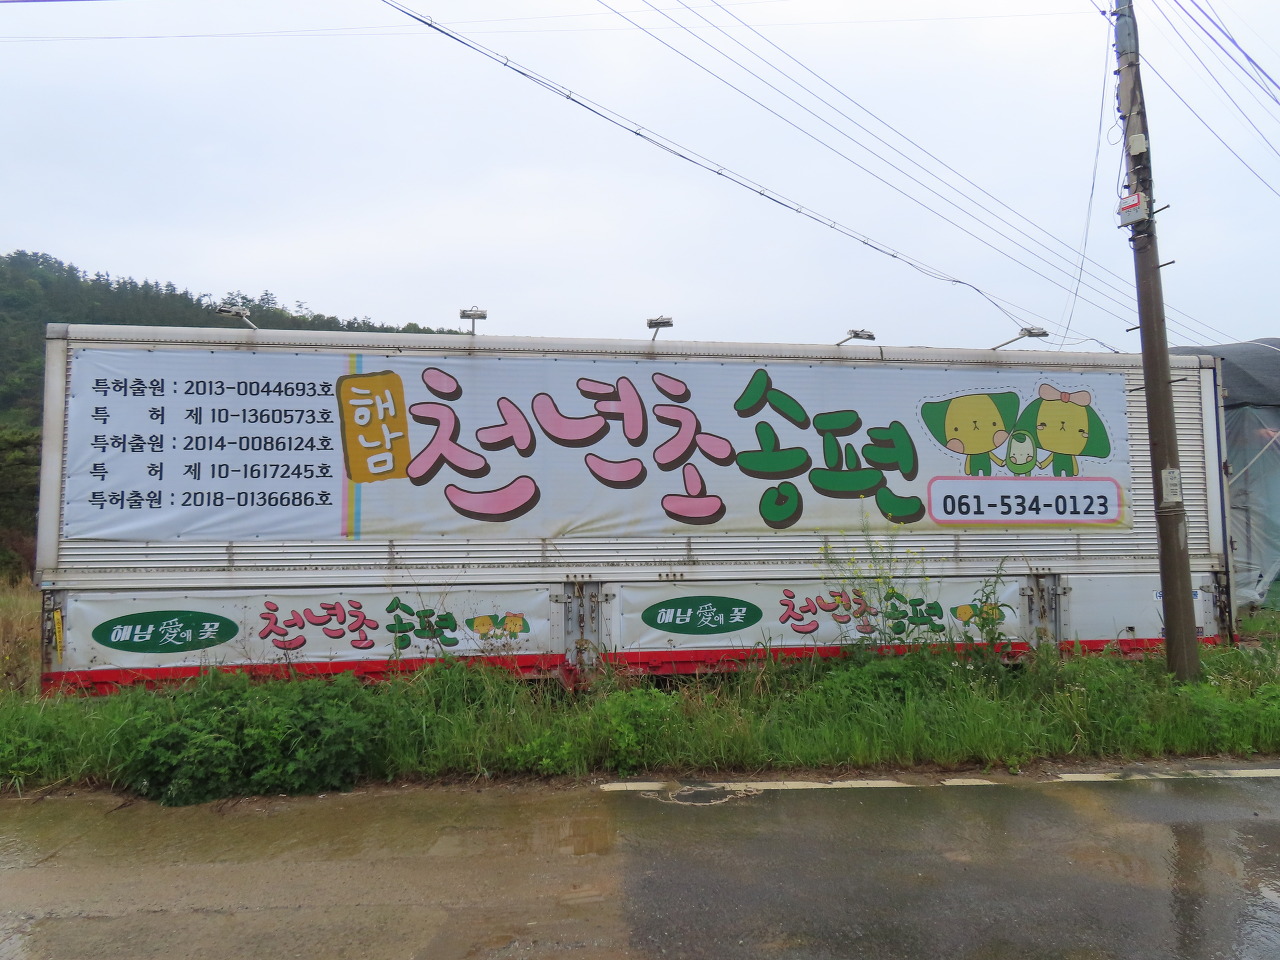 특허출원 : 2013-0044693호
특 허 제 10-1360573호
특허출원 : 2014-0086124호
특 허 제 10-1617245호
특허출원 : 2018-0136686호
해남
천년초 송편
061-534-0123
해남 愛에 꽃
천년초 송편
해남 愛에 꽃
천년초 송편